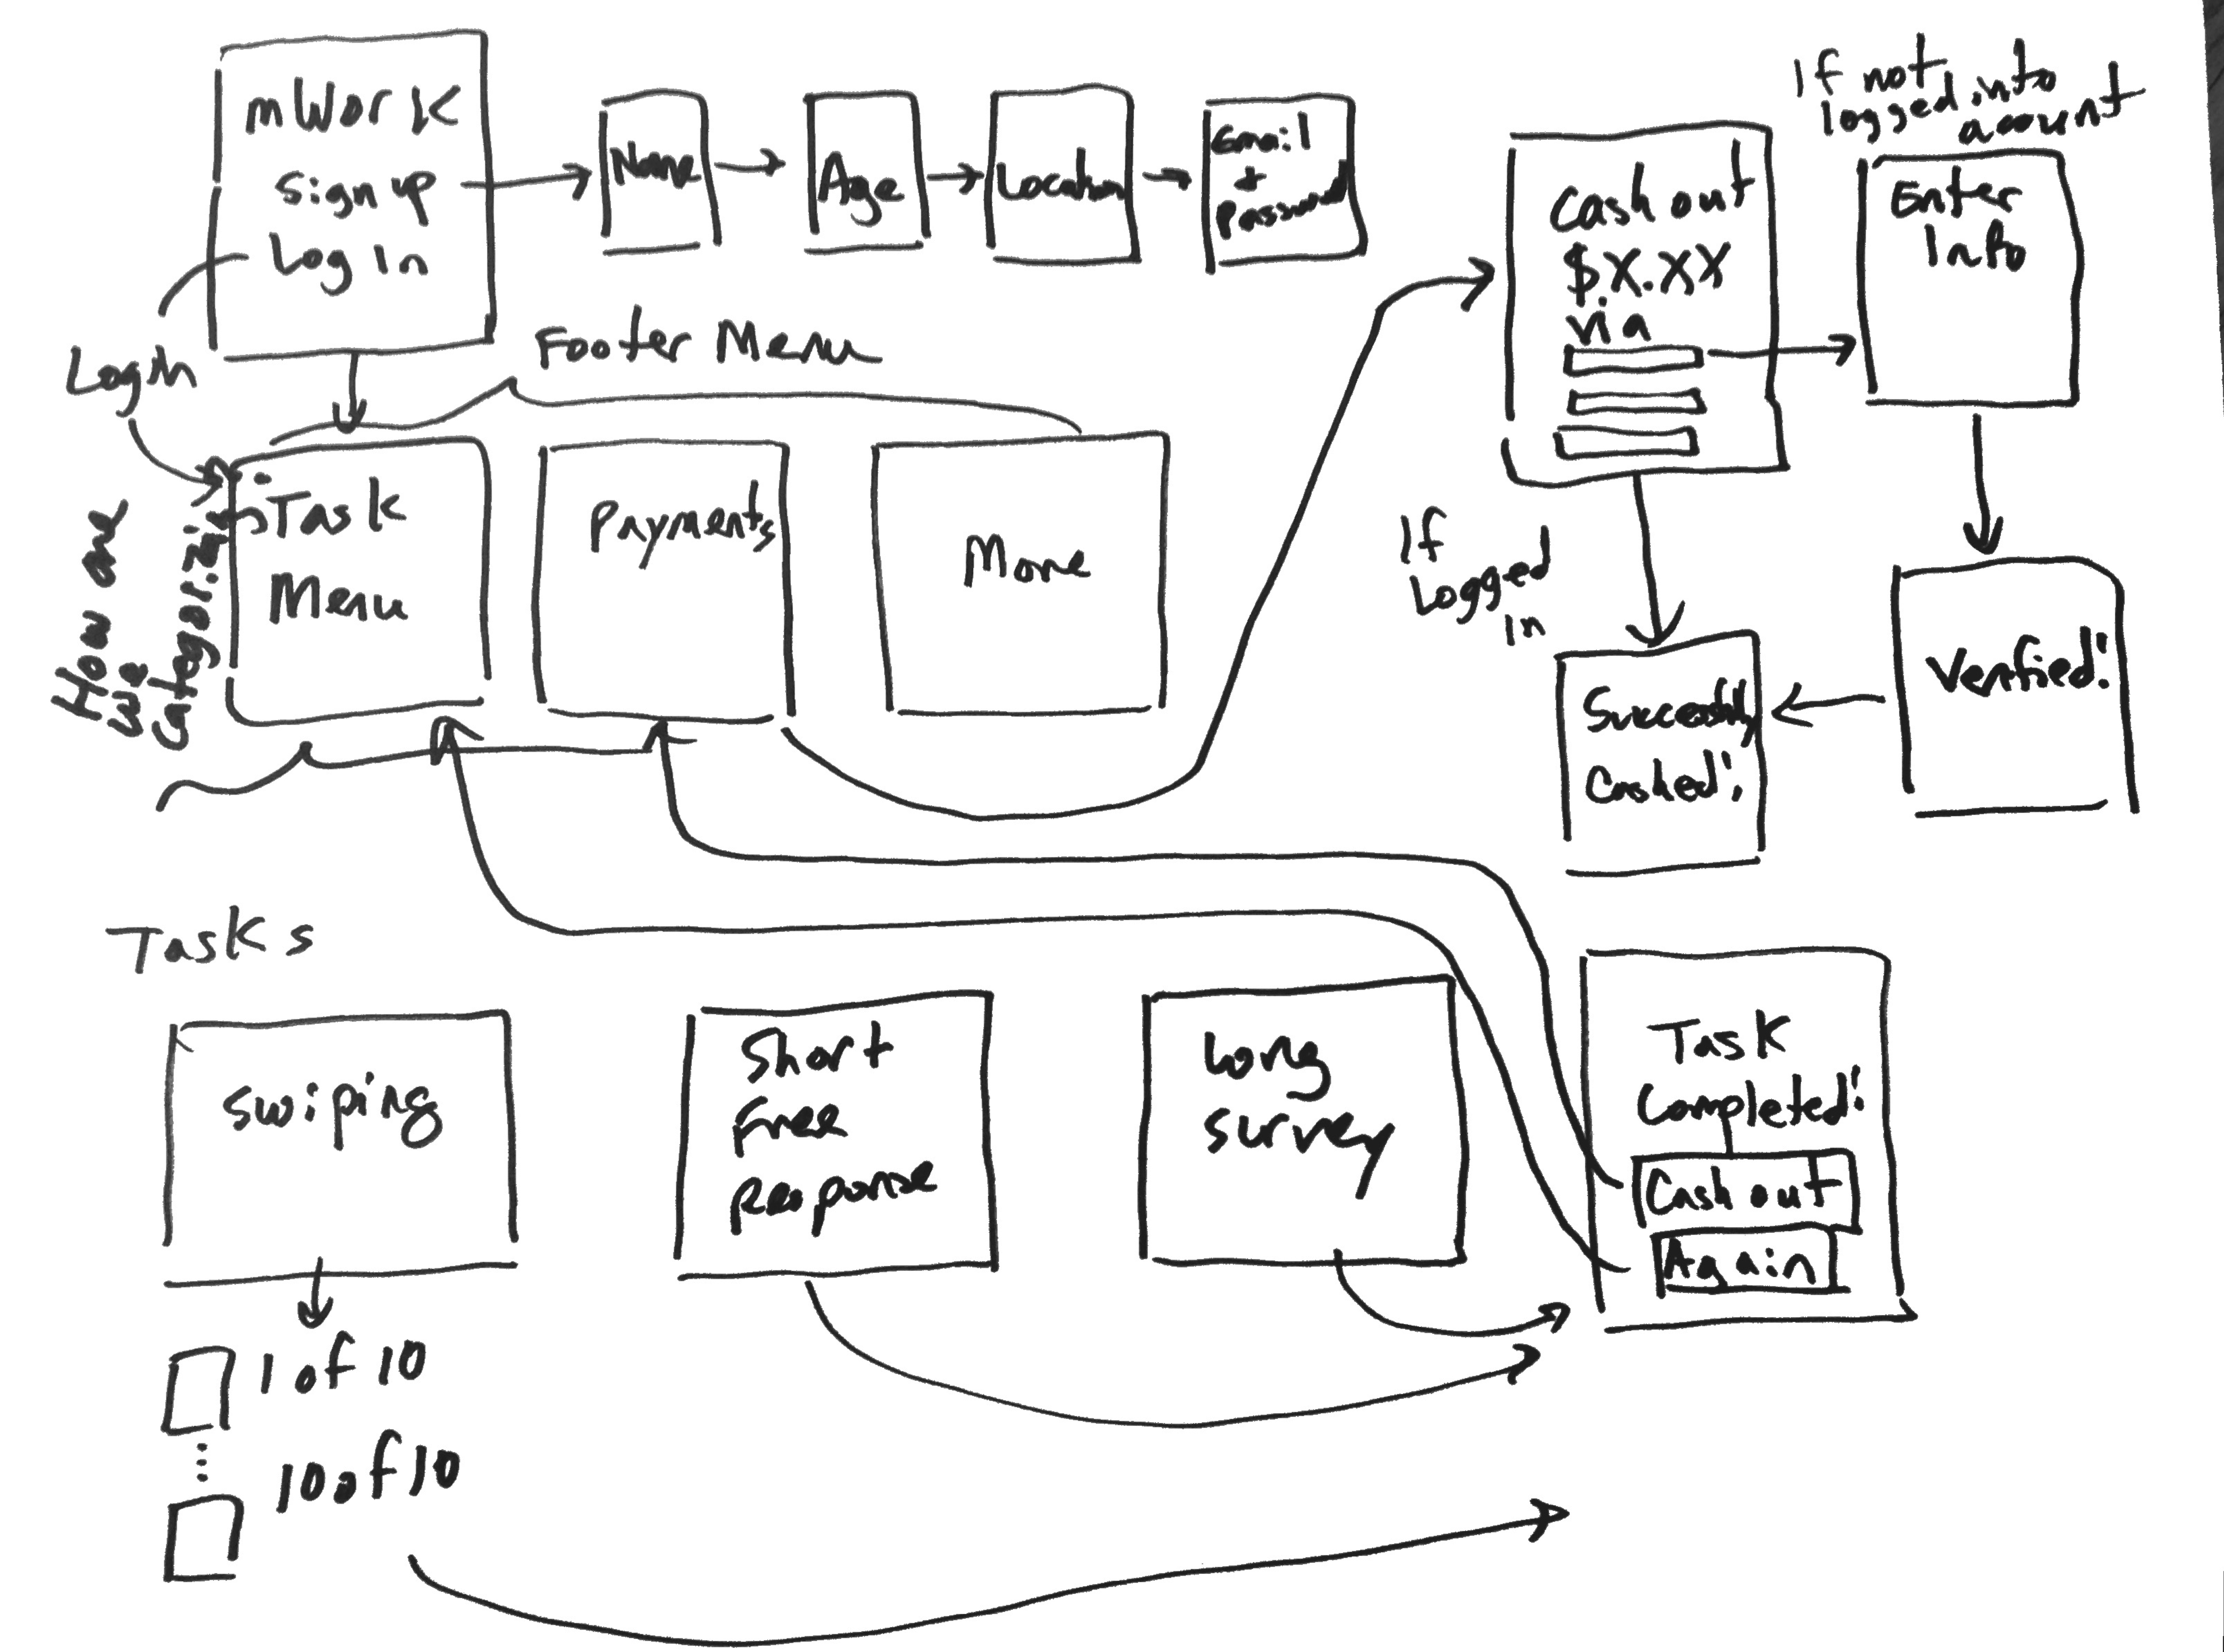 mWork
sign up
Log In
Name
Age
Location
Email
+
Password
If not
logged into
account
Cash out
$X.XX
via
Enter
Info
Login
Footer Menu
How are
we
categorizing
Task
Menu
Payments
More
If
Logged
in
Successfully
Cashed!
Verified!
Tasks
Swiping
Short
Free
Response
Long
survey
Task
Completed!
Cash out
Again
1 of 10
10 of 10